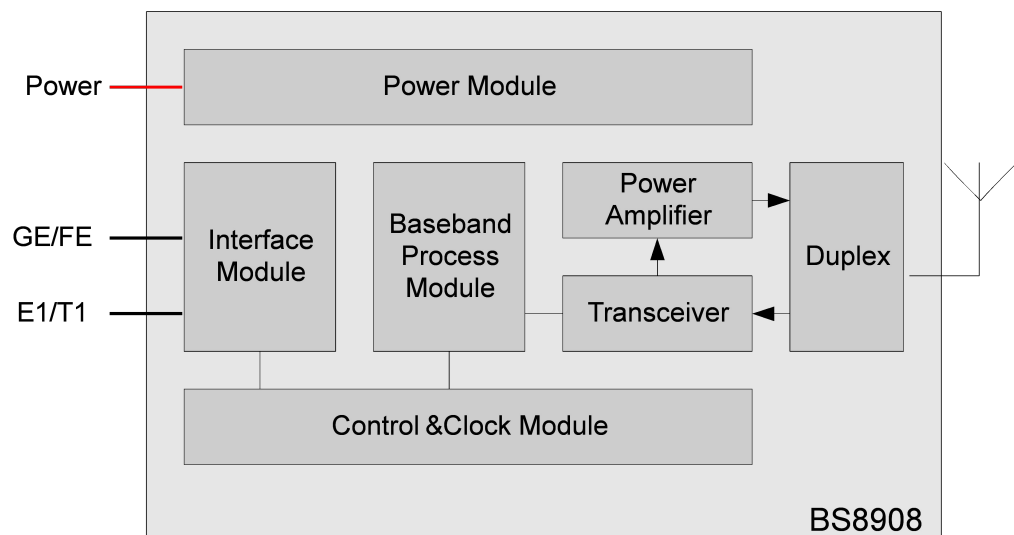 Power
Power Module
GE/FE
E1/T1
Interface
Module
Baseband
Process
Module
Power
Amplifier
Transceiver
Duplex
Control &Clock Module
BS8908